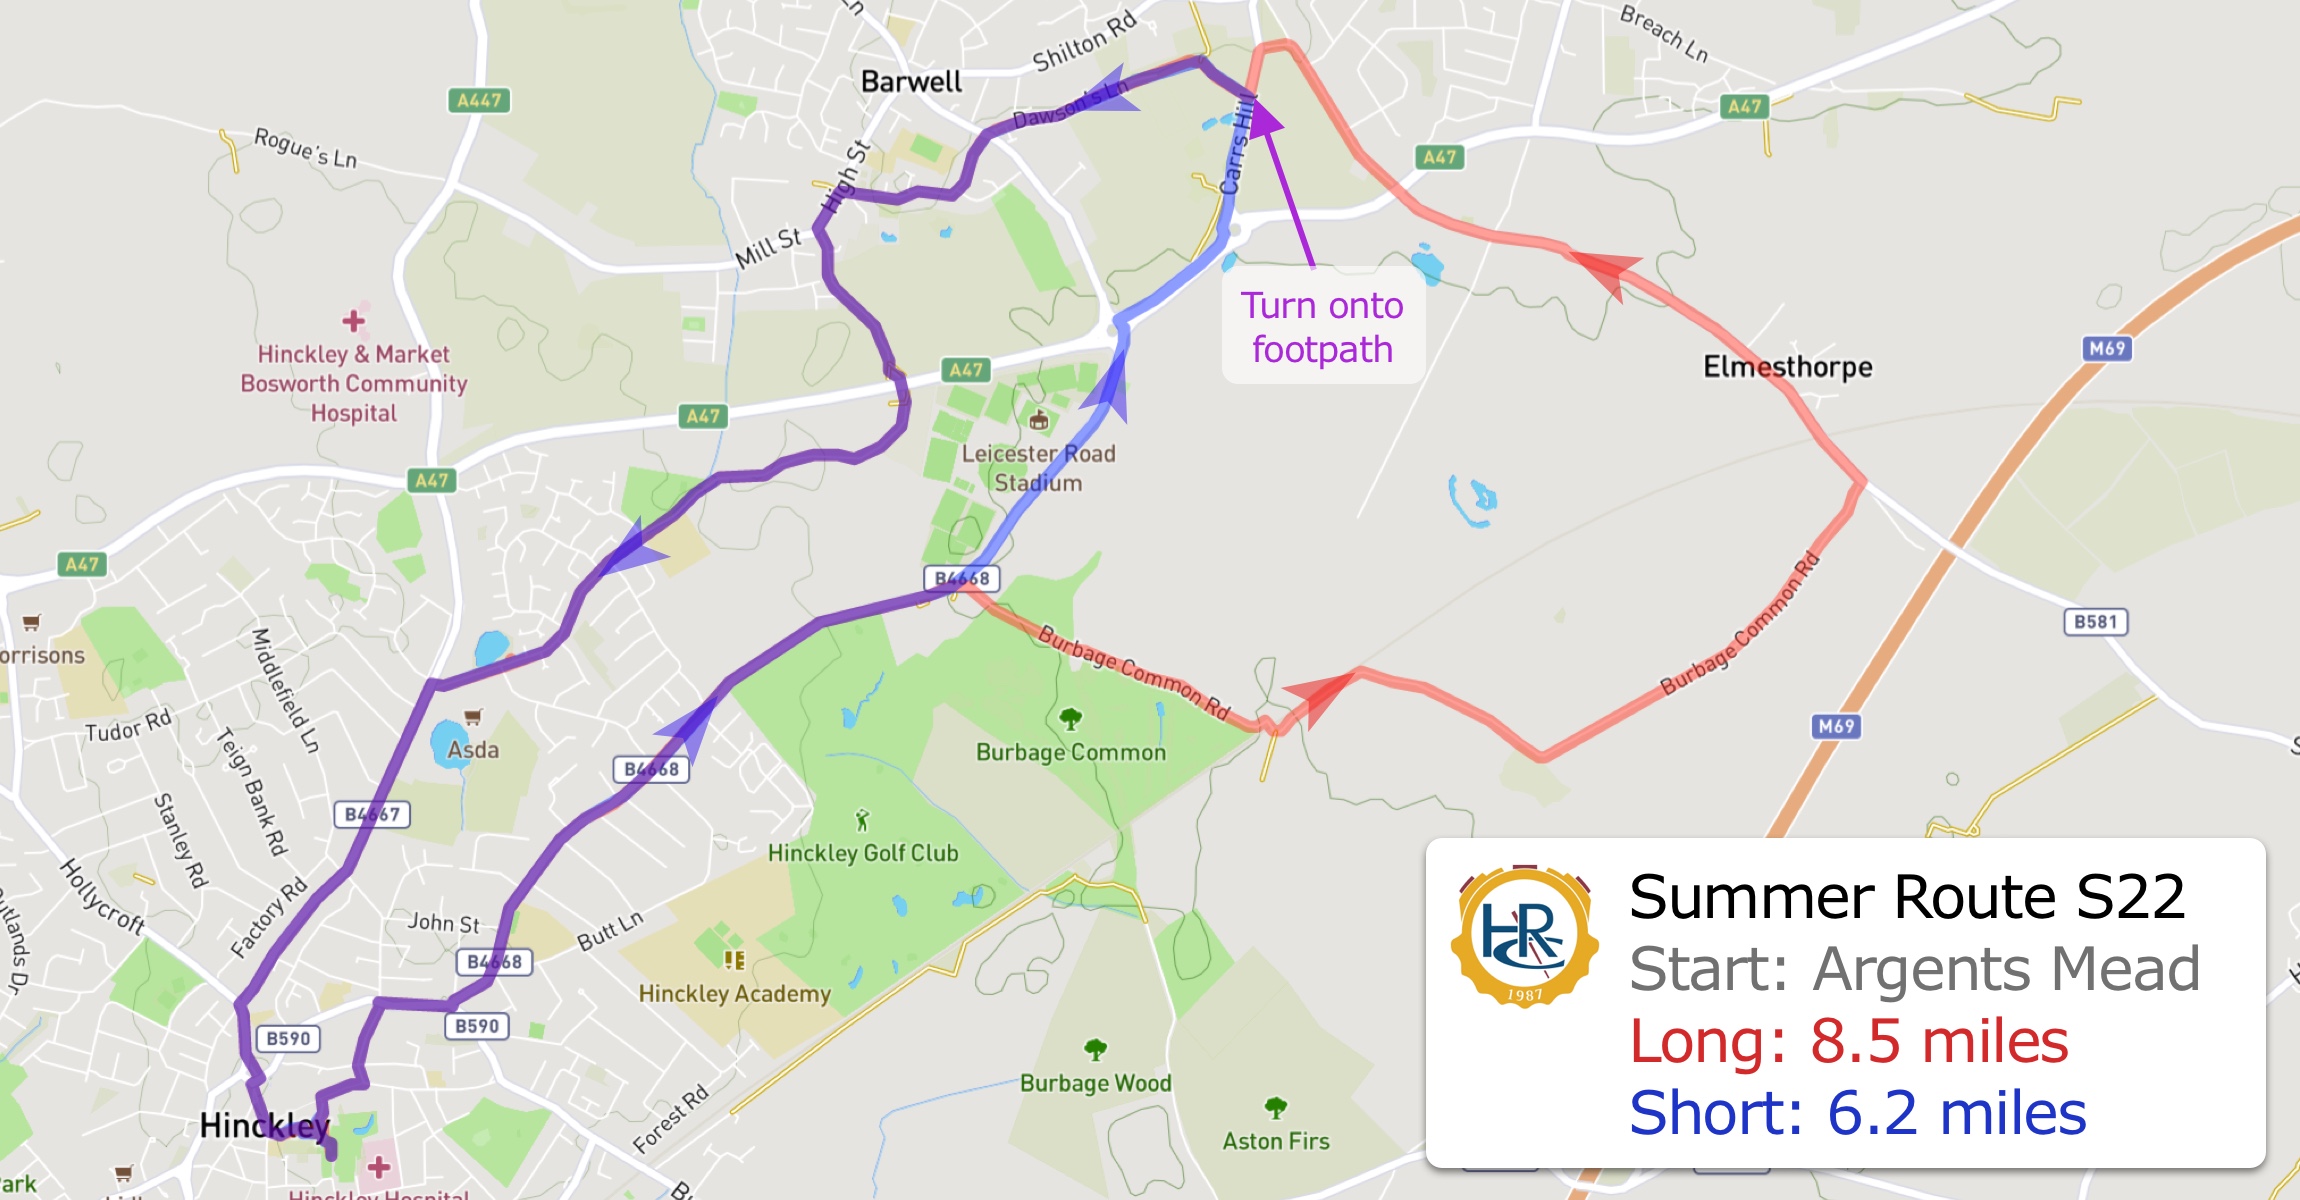 Breach Ln
Shilton Rd
Barwell
A447
Dawson's Ln
A47
Rogue's Ln
A47
High St
Carrs Hill
Mill St
Turn onto
footpath
Hinckley & Market
Bosworth Community
Hospital
A47
Elmesthorpe
M69
A47
Leicester Road
Stadium
A47
A47
B4668
Burbage Common Rd
Burbage Common Rd
B581
orrisons
Middlefield Ln
Tudor Rd
Teign Bank Rd
Asda
B4668
Burbage Common
M69
Stanley Rd
B4667
Hinckley Golf Club
Hollycroft
Factory Rd
John St
Butt Ln
utlands Dr
B4668
Hinckley Academy
B590
B590
Burbage Wood
Forest Rd
Hinckley
Aston Firs
ark
Hinckley Hospital
HR
1987
Summer Route S22
Start: Argents Mead
Long: 8.5 miles
Short: 6.2 miles